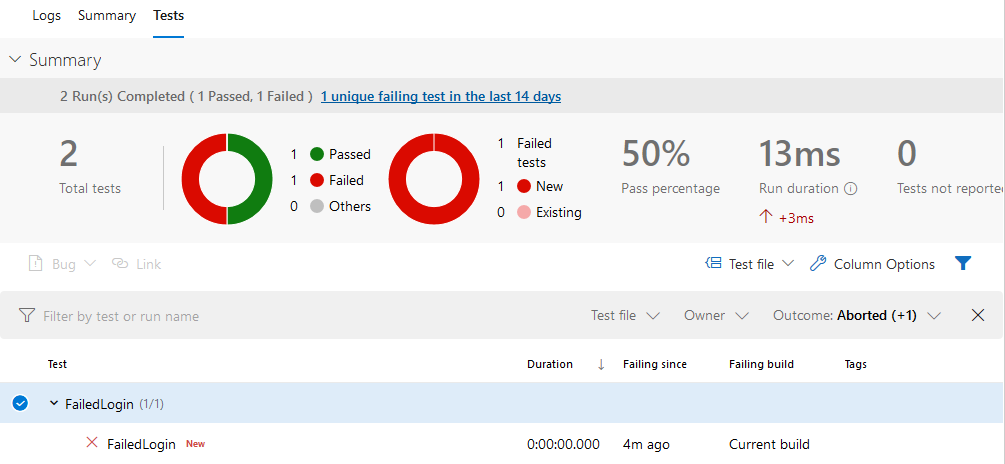 Logs Summary Tests
Summary
2 Run(s) Completed ( 1 Passed, 1 Failed ) 1 unique failing test in the last 14 days
2
Total tests
1 Passed
1 Failed
0 Others
1 Failed tests
1 New
0 Existing
50%
Pass percentage
13ms
Run duration
+3ms
0
Tests not reporte
Bug Link Test file Column Options
Filter by test or run name Test file Owner Outcome: Aborted (+1)
Test Duration Failing since Failing build Tags
FailedLogin (1/1)
FailedLogin New 0:00:00.000 4m ago Current build